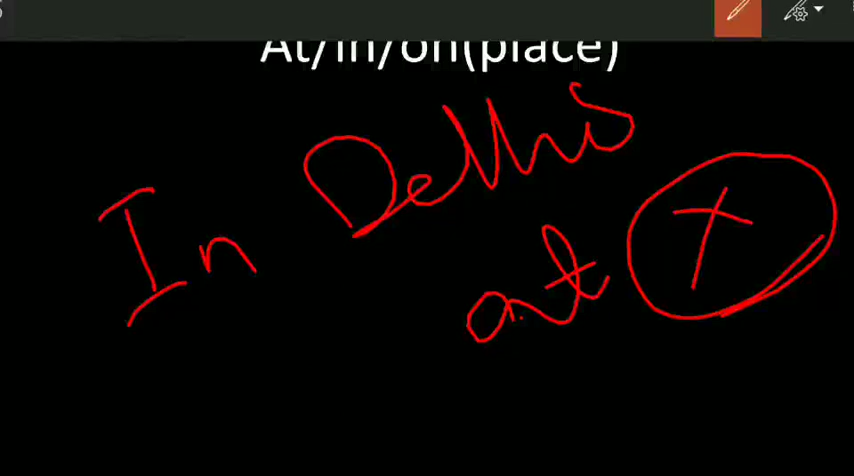 At/in/on(place)
In Delhi
at X